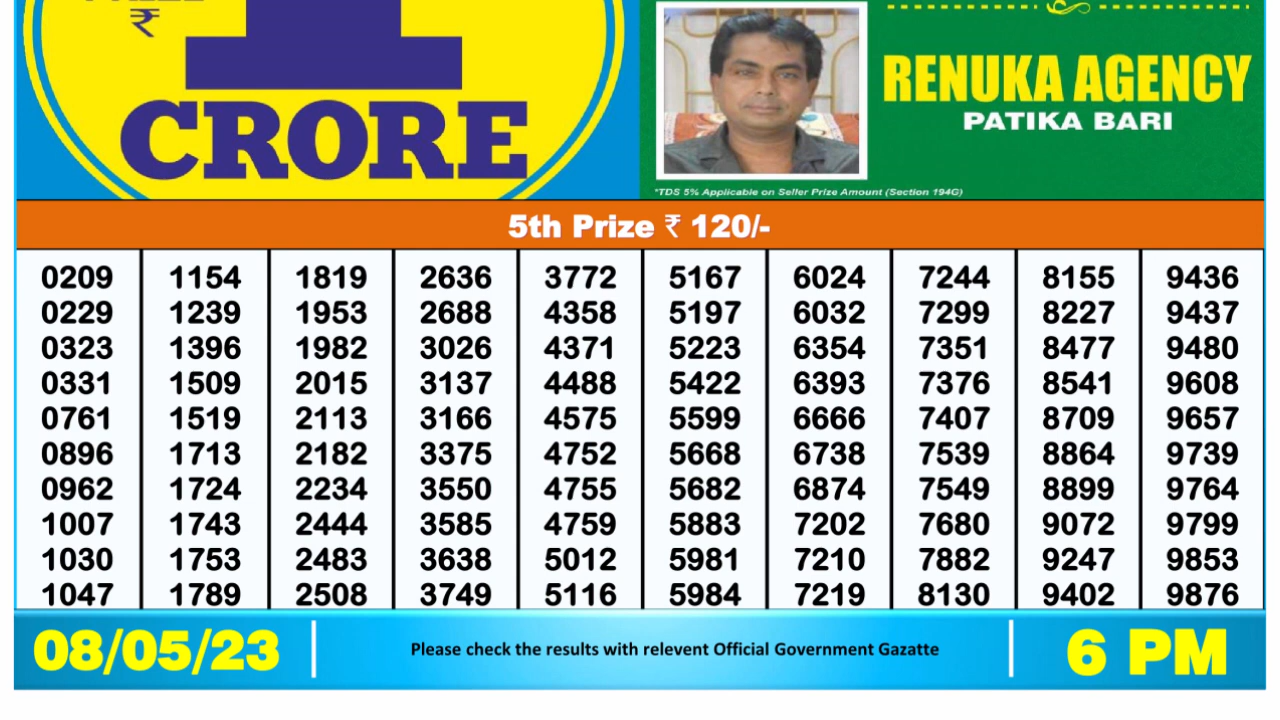 ₹
CRORE
RENUKA AGENCY
PATIKA BARI
*TDS 5% Applicable on Seller Prize Amount (Section 194G)
5th Prize ₹ 120/-
0209 1154 1819 2636 3772 5167 6024 7244 8155 9436
0229 1239 1953 2688 4358 5197 6032 7299 8227 9437
0323 1396 1982 3026 4371 5223 6354 7351 8477 9480
0331 1509 2015 3137 4488 5422 6393 7376 8541 9608
0761 1519 2113 3166 4575 5599 6666 7407 8709 9657
0896 1713 2182 3375 4752 5668 6738 7539 8864 9739
0962 1724 2234 3550 4755 5682 6874 7549 8899 9764
1007 1743 2444 3585 4759 5883 7202 7680 9072 9799
1030 1753 2483 3638 5012 5981 7210 7882 9247 9853
1047 1789 2508 3749 5116 5984 7219 8130 9402 9876
08/05/23 Please check the results with relevent Official Government Gazatte 6 PM